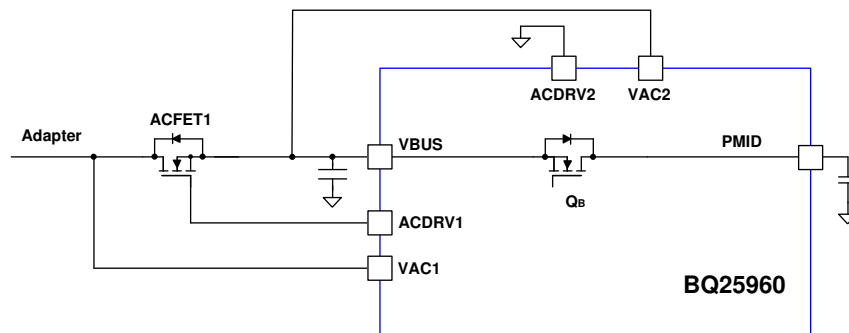 ACDRV2
VAC2
ACFET1
Adapter
VBUS
PMID
QB
ACDRV1
VAC1
BQ25960